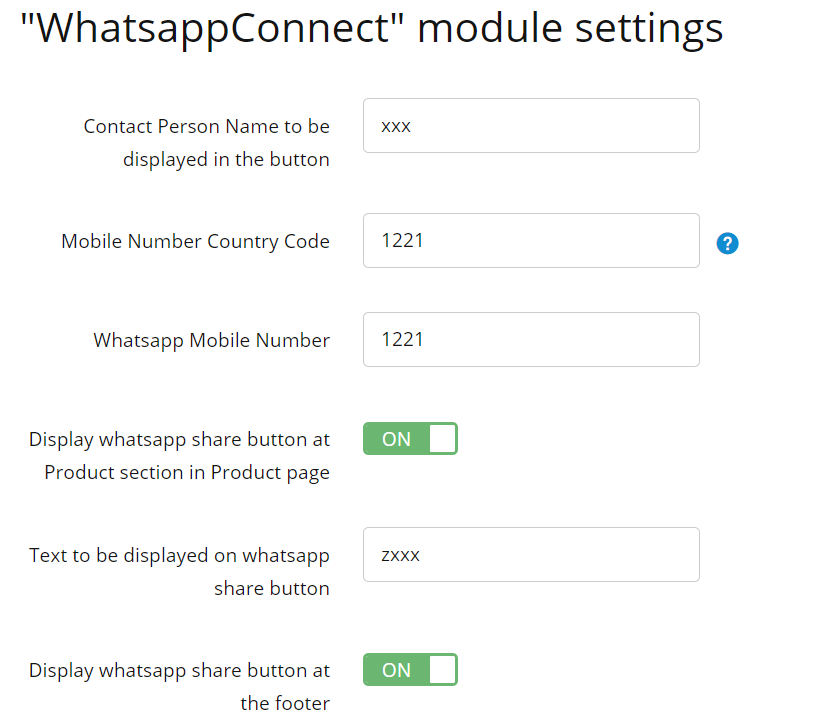 "WhatsappConnect" module settings
Contact Person Name to be
displayed in the button
xxx
Mobile Number Country Code
1221
?
Whatsapp Mobile Number
1221
Display whatsapp share button at
Product section in Product page
ON
Text to be displayed on whatsapp
share button
zxxx
Display whatsapp share button at
the footer
ON